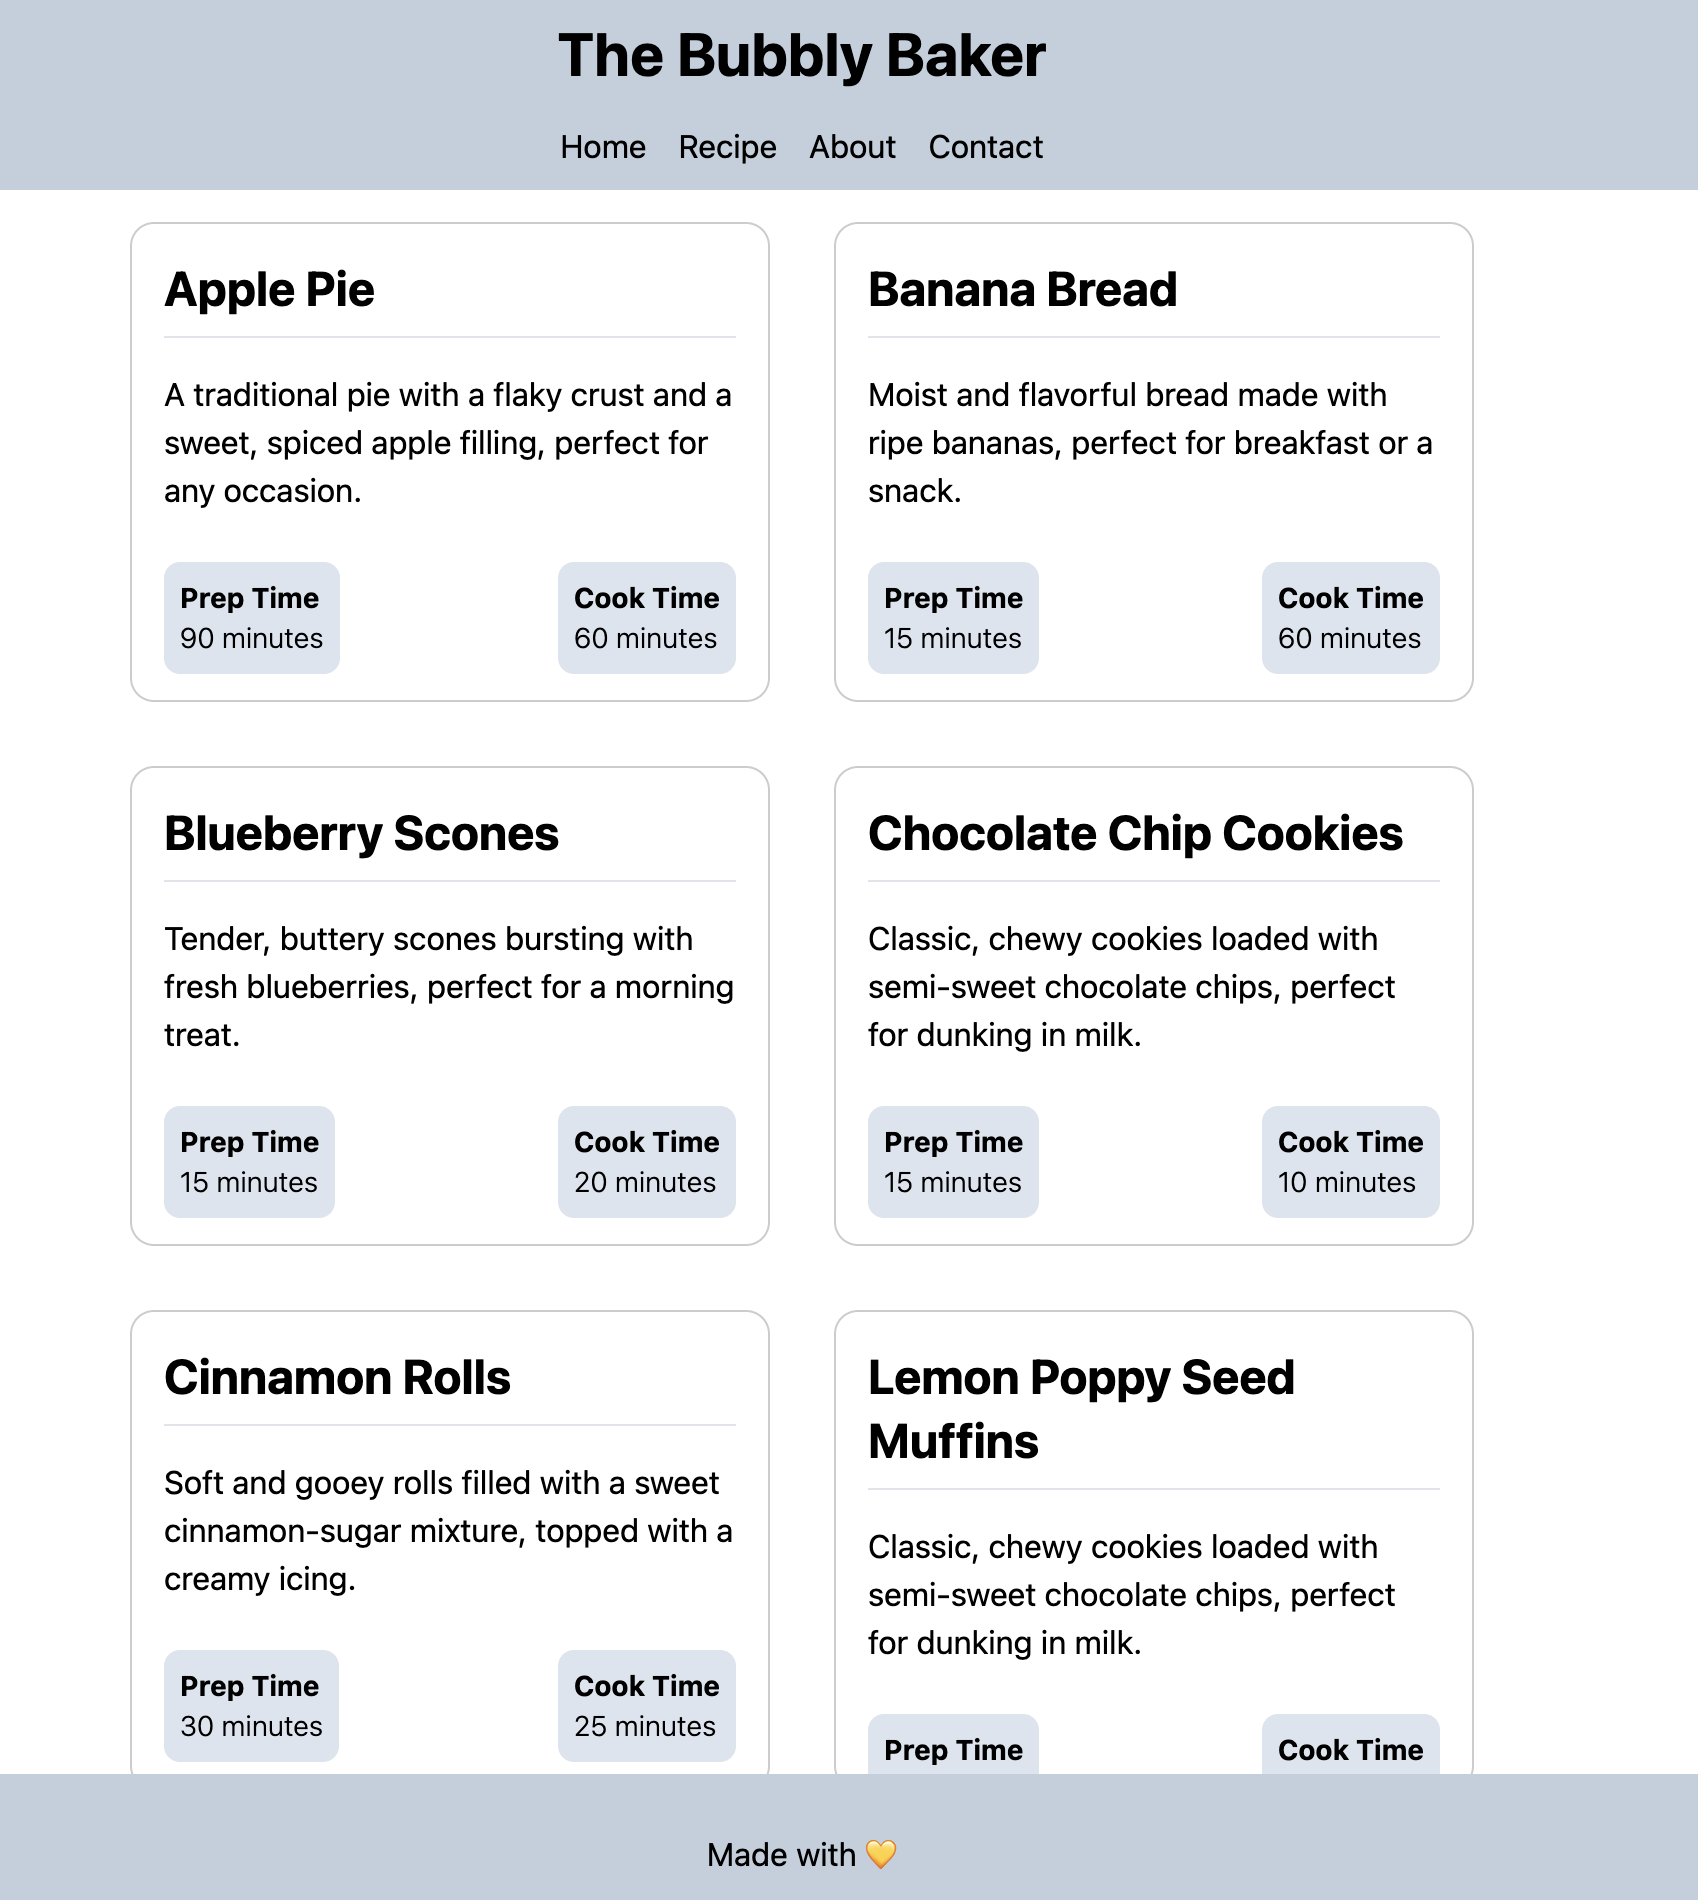 The Bubbly Baker
Home Recipe About Contact
Apple Pie
A traditional pie with a flaky crust and a
sweet, spiced apple filling, perfect for
any occasion.
Prep Time
90 minutes
Cook Time
60 minutes
Banana Bread
Moist and flavorful bread made with
ripe bananas, perfect for breakfast or a
snack.
Prep Time
15 minutes
Cook Time
60 minutes
Blueberry Scones
Tender, buttery scones bursting with
fresh blueberries, perfect for a morning
treat.
Prep Time
15 minutes
Cook Time
20 minutes
Chocolate Chip Cookies
Classic, chewy cookies loaded with
semi-sweet chocolate chips, perfect
for dunking in milk.
Prep Time
15 minutes
Cook Time
10 minutes
Cinnamon Rolls
Soft and gooey rolls filled with a sweet
cinnamon-sugar mixture, topped with a
creamy icing.
Prep Time
30 minutes
Cook Time
25 minutes
Lemon Poppy Seed
Muffins
Classic, chewy cookies loaded with
semi-sweet chocolate chips, perfect
for dunking in milk.
Prep Time
Cook Time
Made with 💛